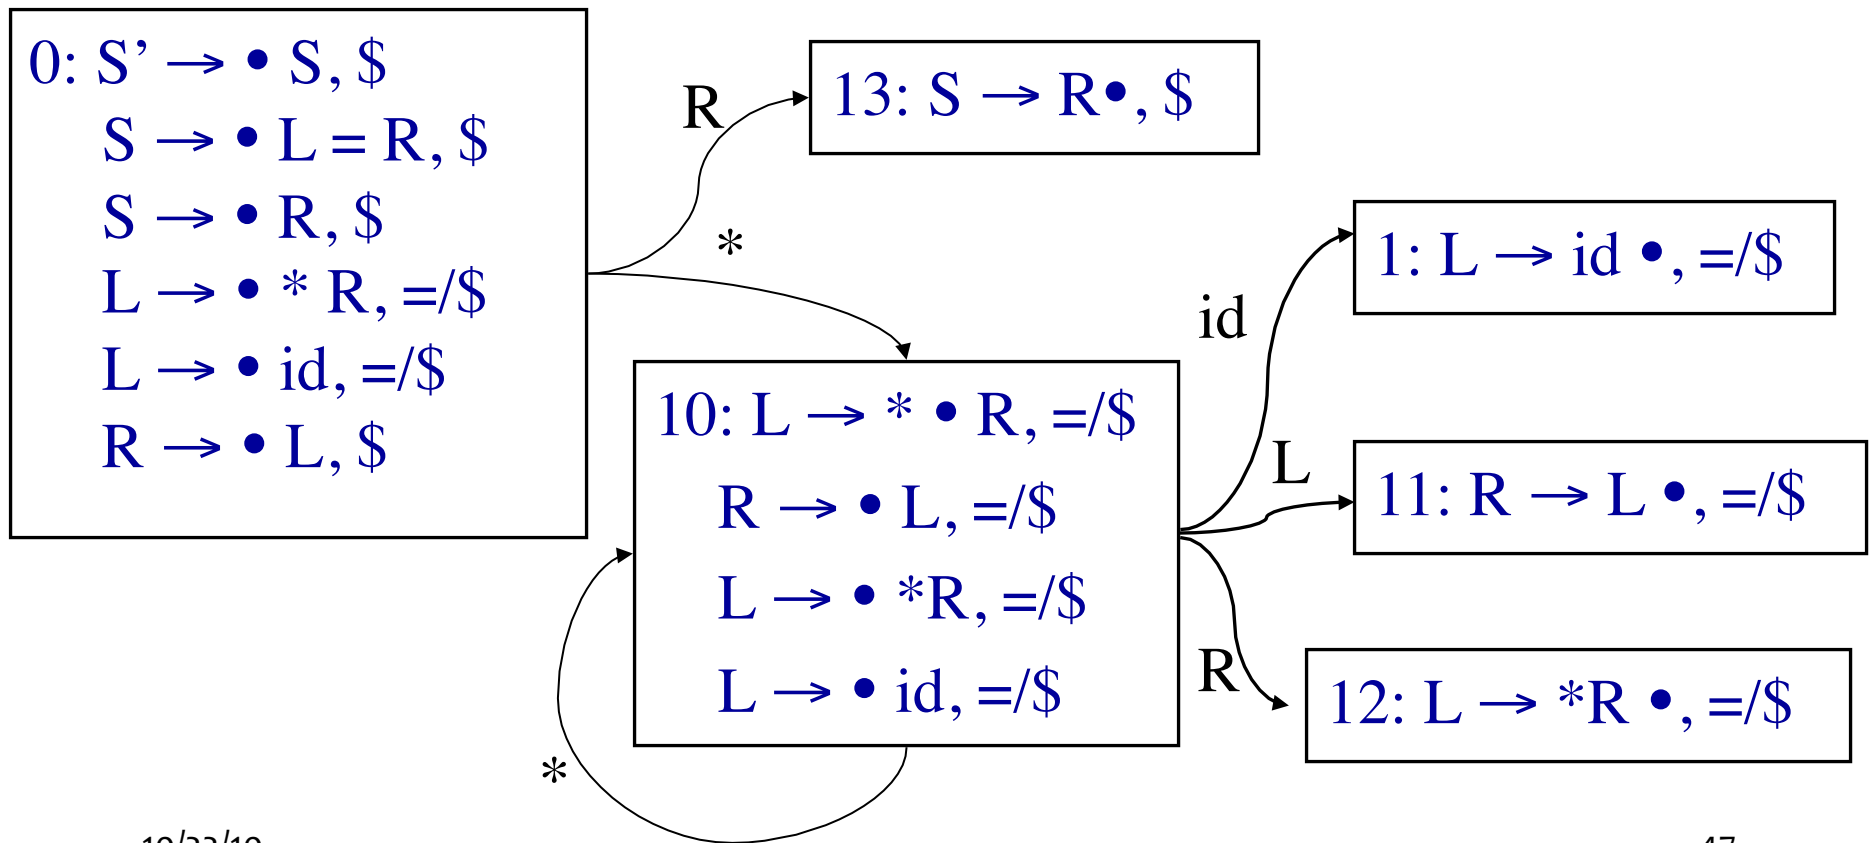 0: S’ → • S, $
S → • L = R, $
S → • R, $
L → • * R, =/$
L → • id, =/$
R → • L, $
R
13: S → R•, $
*
10: L → * • R, =/$
R → • L, =/$
L → • *R, =/$
L → • id, =/$
*
id
1: L → id •, =/$
L
11: R → L •, =/$
R
12: L → *R •, =/$